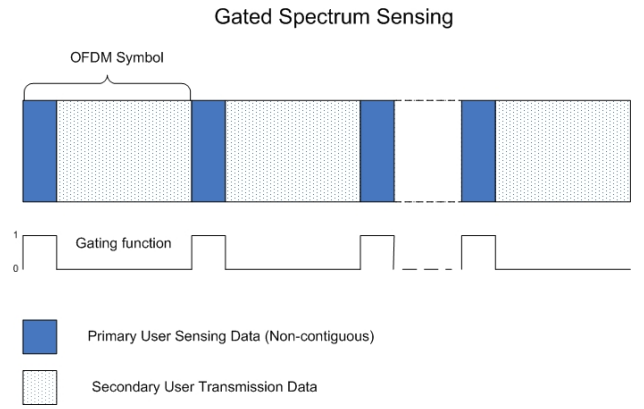 Gated Spectrum Sensing
OFDM Symbol
1
Gating function
0
Primary User Sensing Data (Non-contiguous)
Secondary User Transmission Data